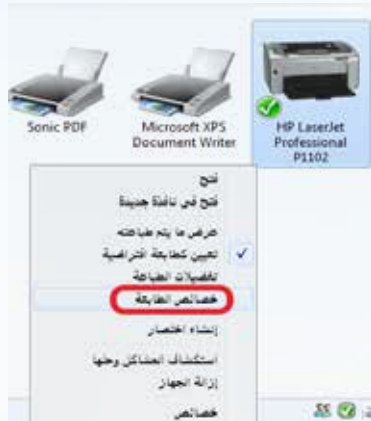 Sonic PDF
Microsoft XPS
Document Writer
HP LaserJet
Professional
P1102
فتح
فتح في نافذة جديدة
عرض ما يتم طباعته
تعيين كطابعة افتراضية
تفضيلات الطباعة
خصائص الطابعة
إنشاء اختصار
استكشاف المشاكل وحلها
إزالة الجهاز
خصائص